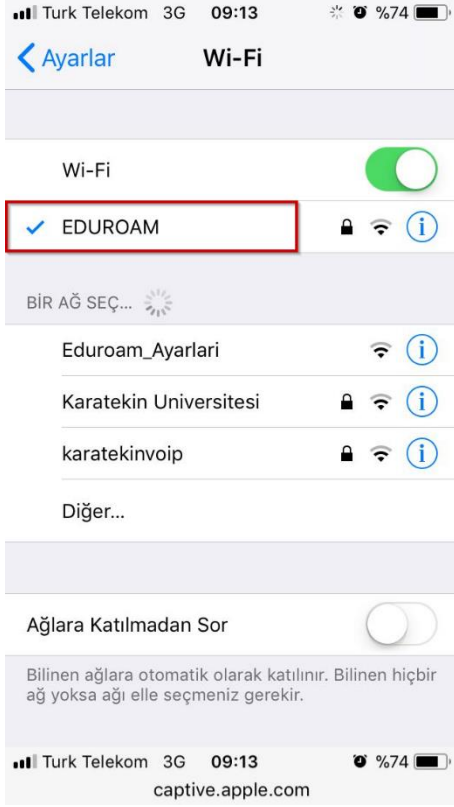 Turk Telekom 3G 09:13 %74
Ayarlar Wi-Fi
Wi-Fi
EDUROAM
BİR AĞ SEÇ...
Eduroam_Ayarlari
Karatekin Universitesi
karatekinvoip
Diğer...
Ağlara Katılmadan Sor
Bilinen ağlara otomatik olarak katılınır. Bilinen hiçbir
ağ yoksa ağı elle seçmeniz gerekir.
Turk Telekom 3G 09:13 %74
captive.apple.com